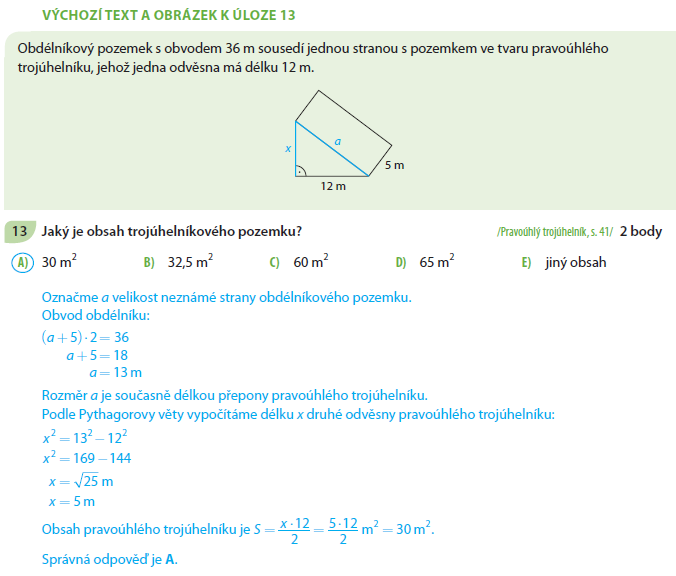 VÝCHOZÍ TEXT A OBRÁZEK K ÚLOZE 13
Obdélníkový pozemek s obvodem 36 m sousedí jednou stranou s pozemkem ve tvaru pravoúhlého
trojúhelníku, jehož jedna odvěsna má délku 12 m.
x
a
5 m
12 m
13 Jaký je obsah trojúhelníkového pozemku? /Pravoúhlý trojúhelník, s. 41/ 2 body
A) 30 m² B) 32,5 m² C) 60 m² D) 65 m² E) jiný obsah
Označme a velikost neznámé strany obdélníkového pozemku.
Obvod obdélníku:
(a + 5) · 2 = 36
a + 5 = 18
a = 13 m
Rozměr a je současně délkou přepony pravoúhlého trojúhelníku.
Podle Pythagorovy věty vypočítáme délku x druhé odvěsny pravoúhlého trojúhelníku:
x² = 13² – 12²
x² = 169 – 144
x = √25 m
x = 5 m
Obsah pravoúhlého trojúhelníku je S = x · 12 / 2 = 5 · 12 / 2 m² = 30 m².
Správná odpověď je A.